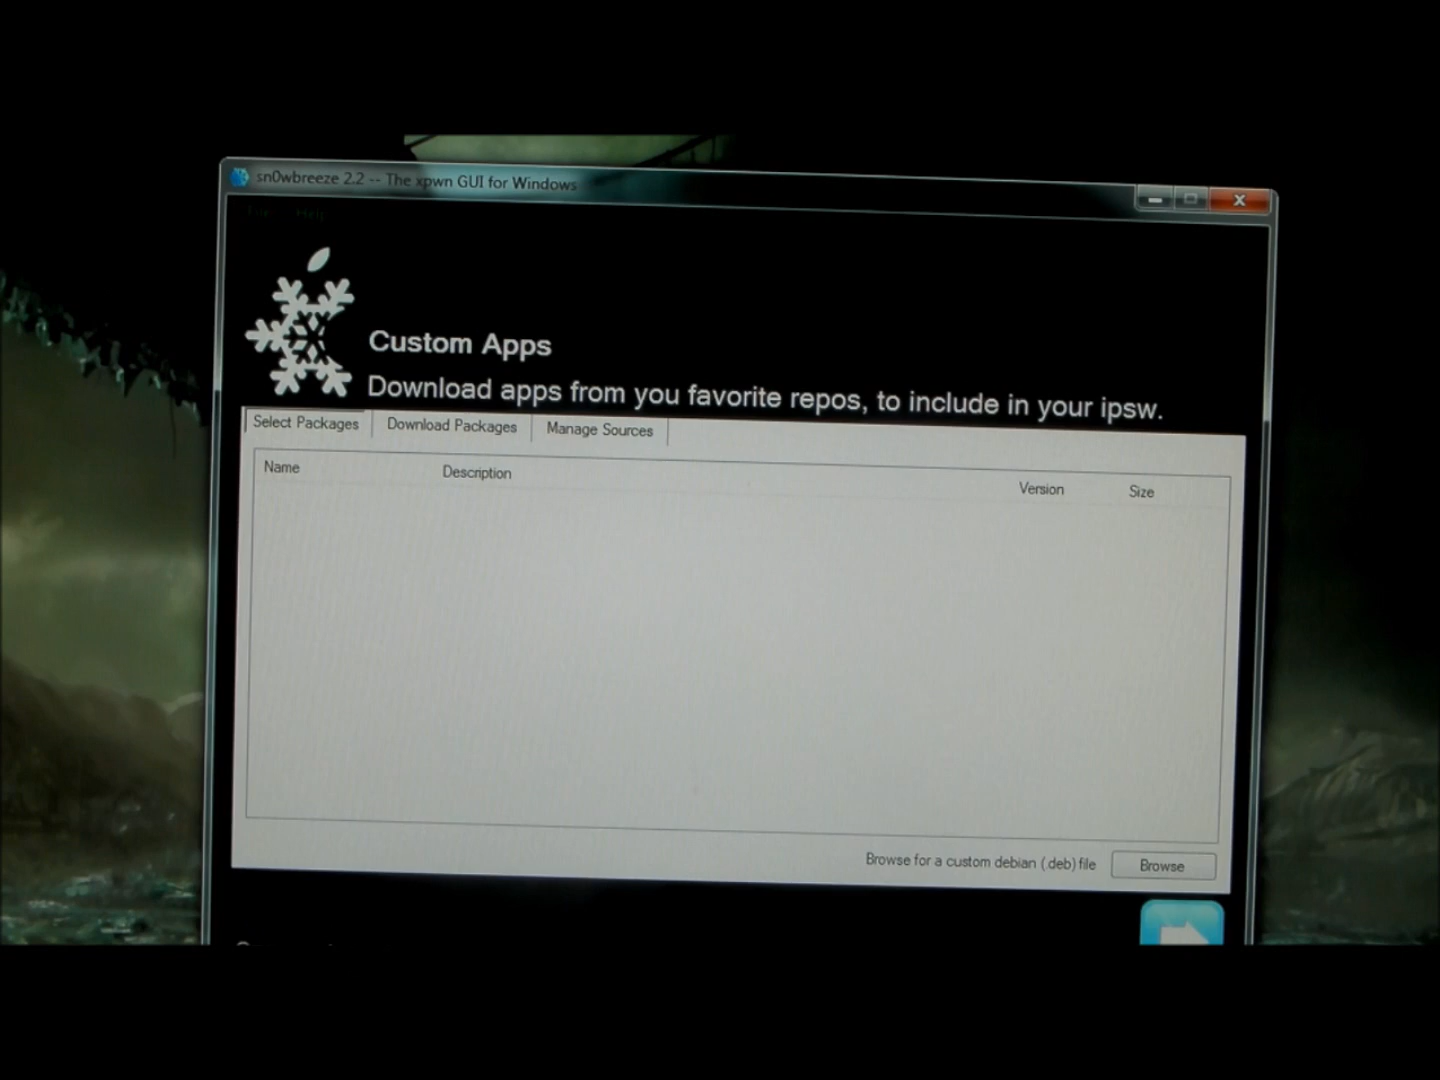 sn0wbreeze 2.2 -- The xpwn GUI for Windows
Help
Custom Apps
Download apps from you favorite repos, to include in your ipsw.
Select Packages Download Packages Manage Sources
Name Description Version Size
Browse for a custom debian (.deb) file Browse